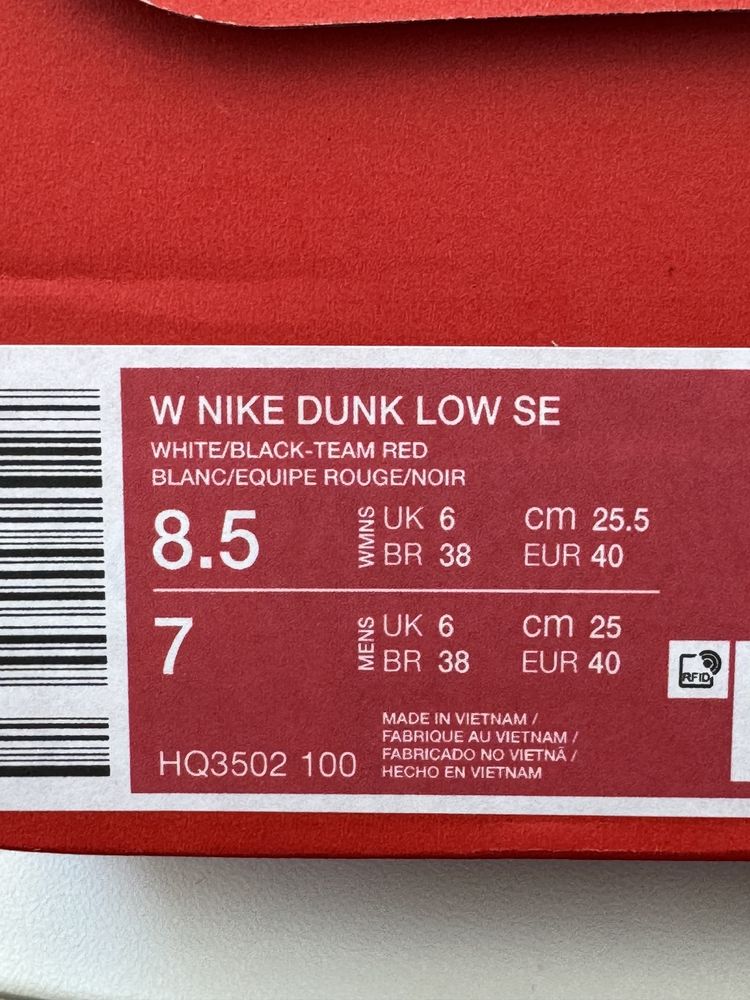 W NIKE DUNK LOW SE
WHITE/BLACK-TEAM RED
BLANC/EQUIPE ROUGE/NOIR
8.5
WMNS
UK 6
cm 25.5
BR 38
EUR 40
7
MENS
UK 6
cm 25
BR 38
EUR 40
RFID
MADE IN VIETNAM /
FABRIQUE AU VIETNAM /
FABRICADO NO VIETNÃ /
HECHO EN VIETNAM
HQ3502 100